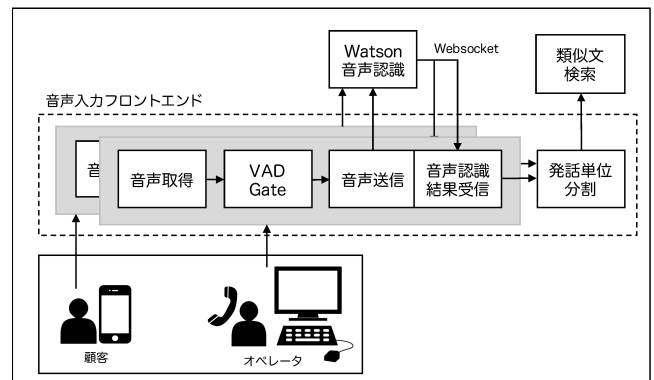 Watson
音声認識
Websocket
類似文
検索
音声入力フロントエンド
音
音声取得
VAD
Gate
音声送信
音声認識
結果受信
発話単位
分割
顧客
オペレータ